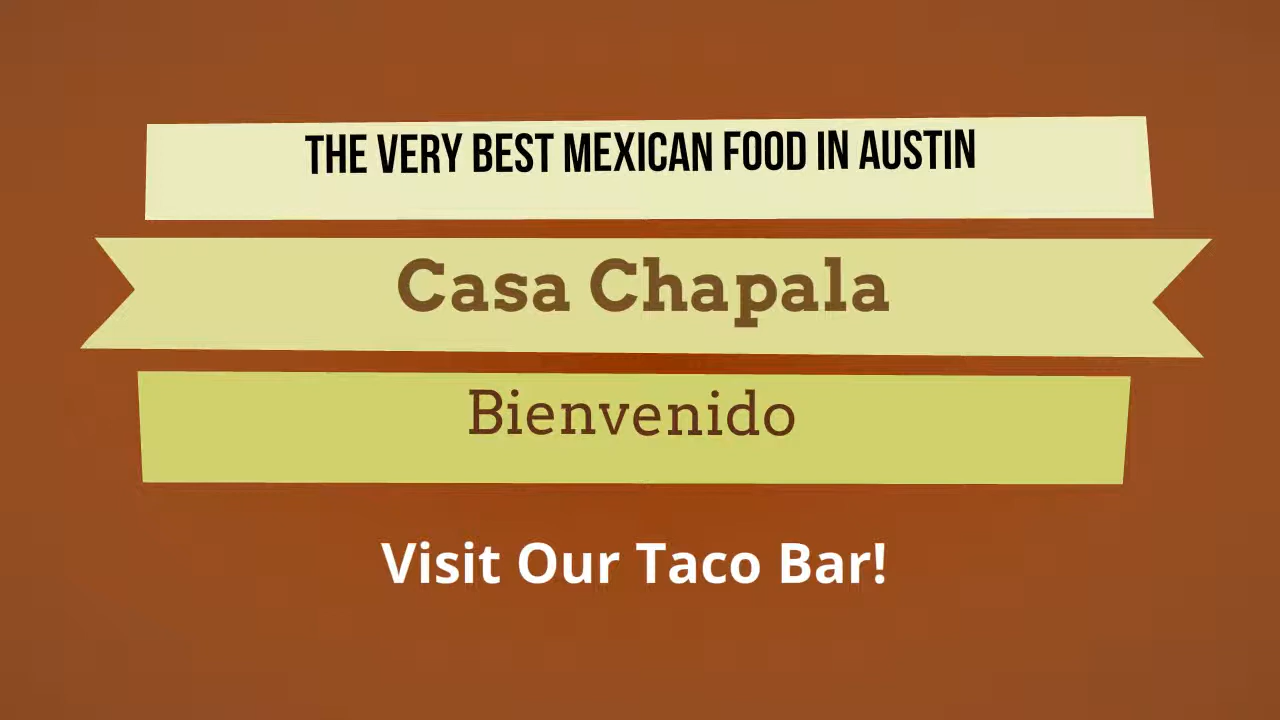 THE VERY BEST MEXICAN FOOD IN AUSTIN
Casa Chapala
Bienvenido
Visit Our Taco Bar!